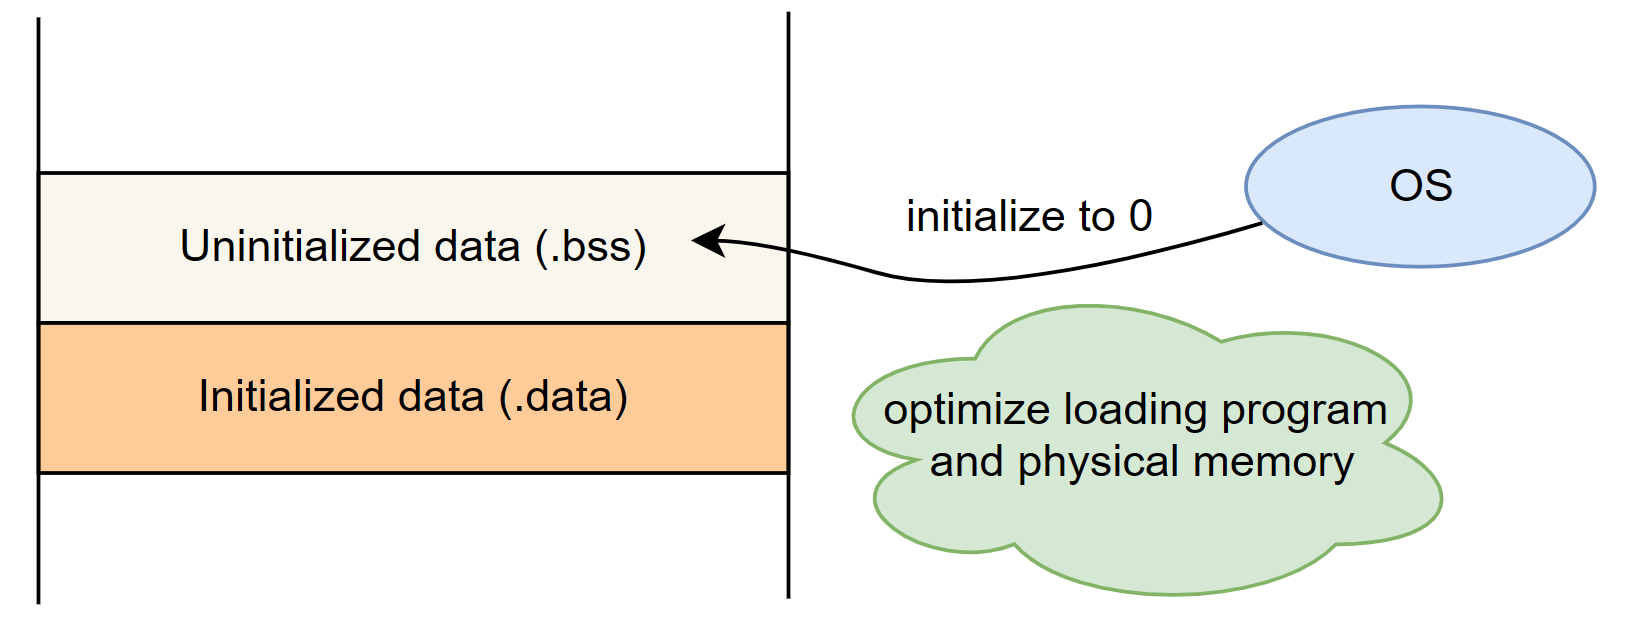 OS
initialize to 0
Uninitialized data (.bss)
Initialized data (.data)
optimize loading program
and physical memory